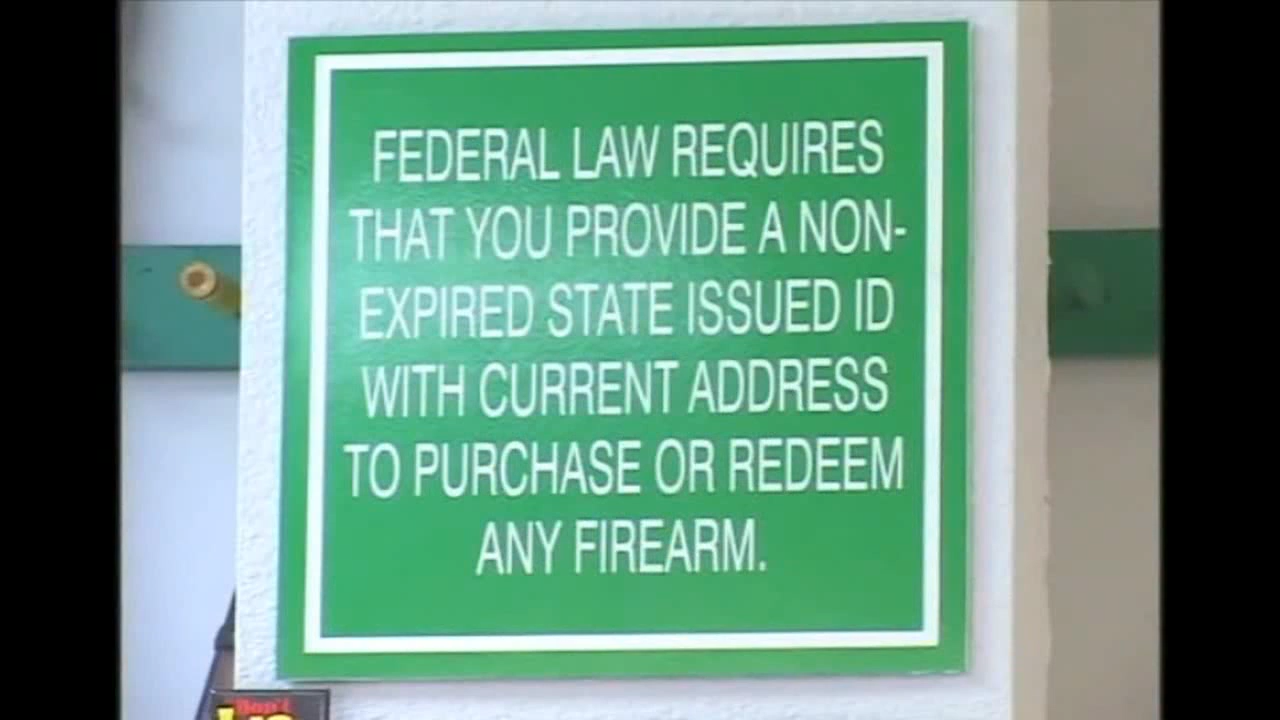 FEDERAL LAW REQUIRES
THAT YOU PROVIDE A NON-
EXPIRED STATE ISSUED ID
WITH CURRENT ADDRESS
TO PURCHASE OR REDEEM
ANY FIREARM.
Don't